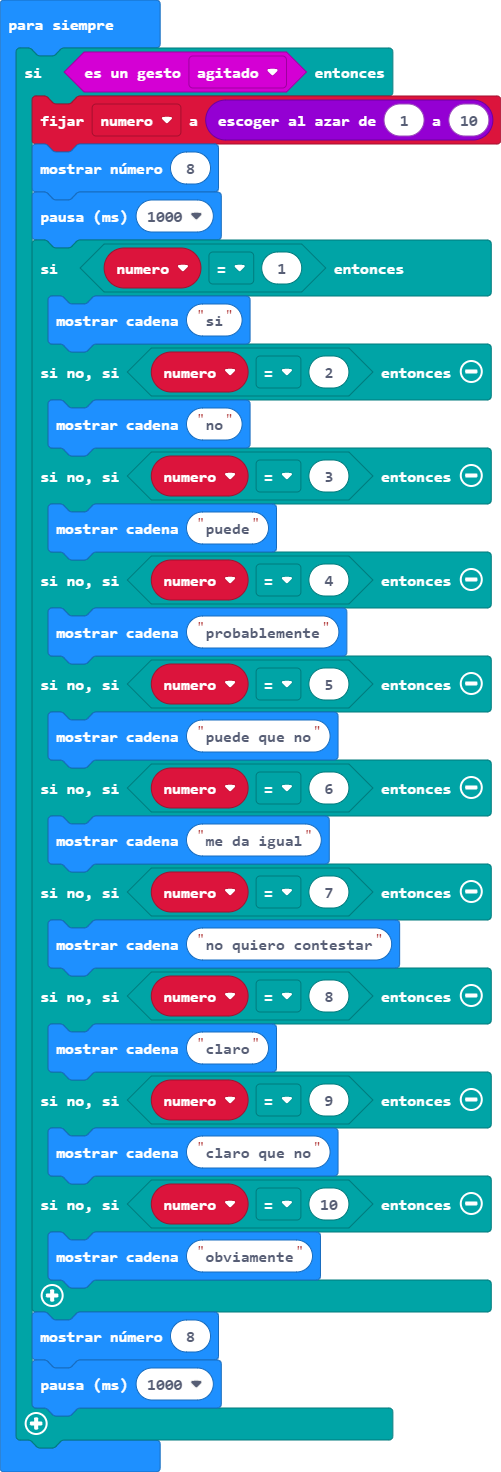 para siempre
si es un gesto agitado entonces
fijar numero a escoger al azar de 1 a 10
mostrar número 8
pausa (ms) 1000
si numero = 1 entonces
mostrar cadena "si"
si no, si numero = 2 entonces
mostrar cadena "no"
si no, si numero = 3 entonces
mostrar cadena "puede"
si no, si numero = 4 entonces
mostrar cadena "probablemente"
si no, si numero = 5 entonces
mostrar cadena "puede que no"
si no, si numero = 6 entonces
mostrar cadena "me da igual"
si no, si numero = 7 entonces
mostrar cadena "no quiero contestar"
si no, si numero = 8 entonces
mostrar cadena "claro"
si no, si numero = 9 entonces
mostrar cadena "claro que no"
si no, si numero = 10 entonces
mostrar cadena "obviamente"
mostrar número 8
pausa (ms) 1000